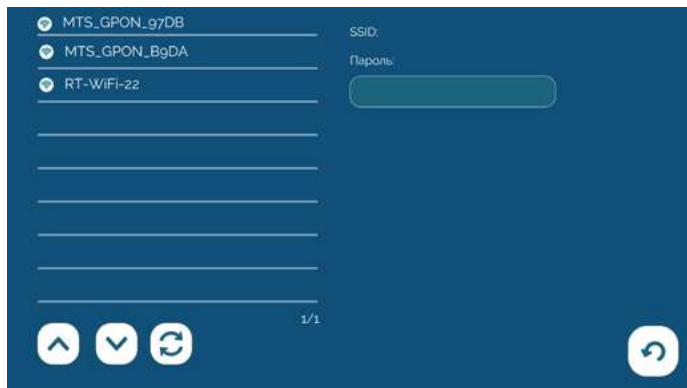 MTS_GPON_97DB
MTS_GPON_B9DA
RT-WiFi-22
1/1
SSID:
Пароль: